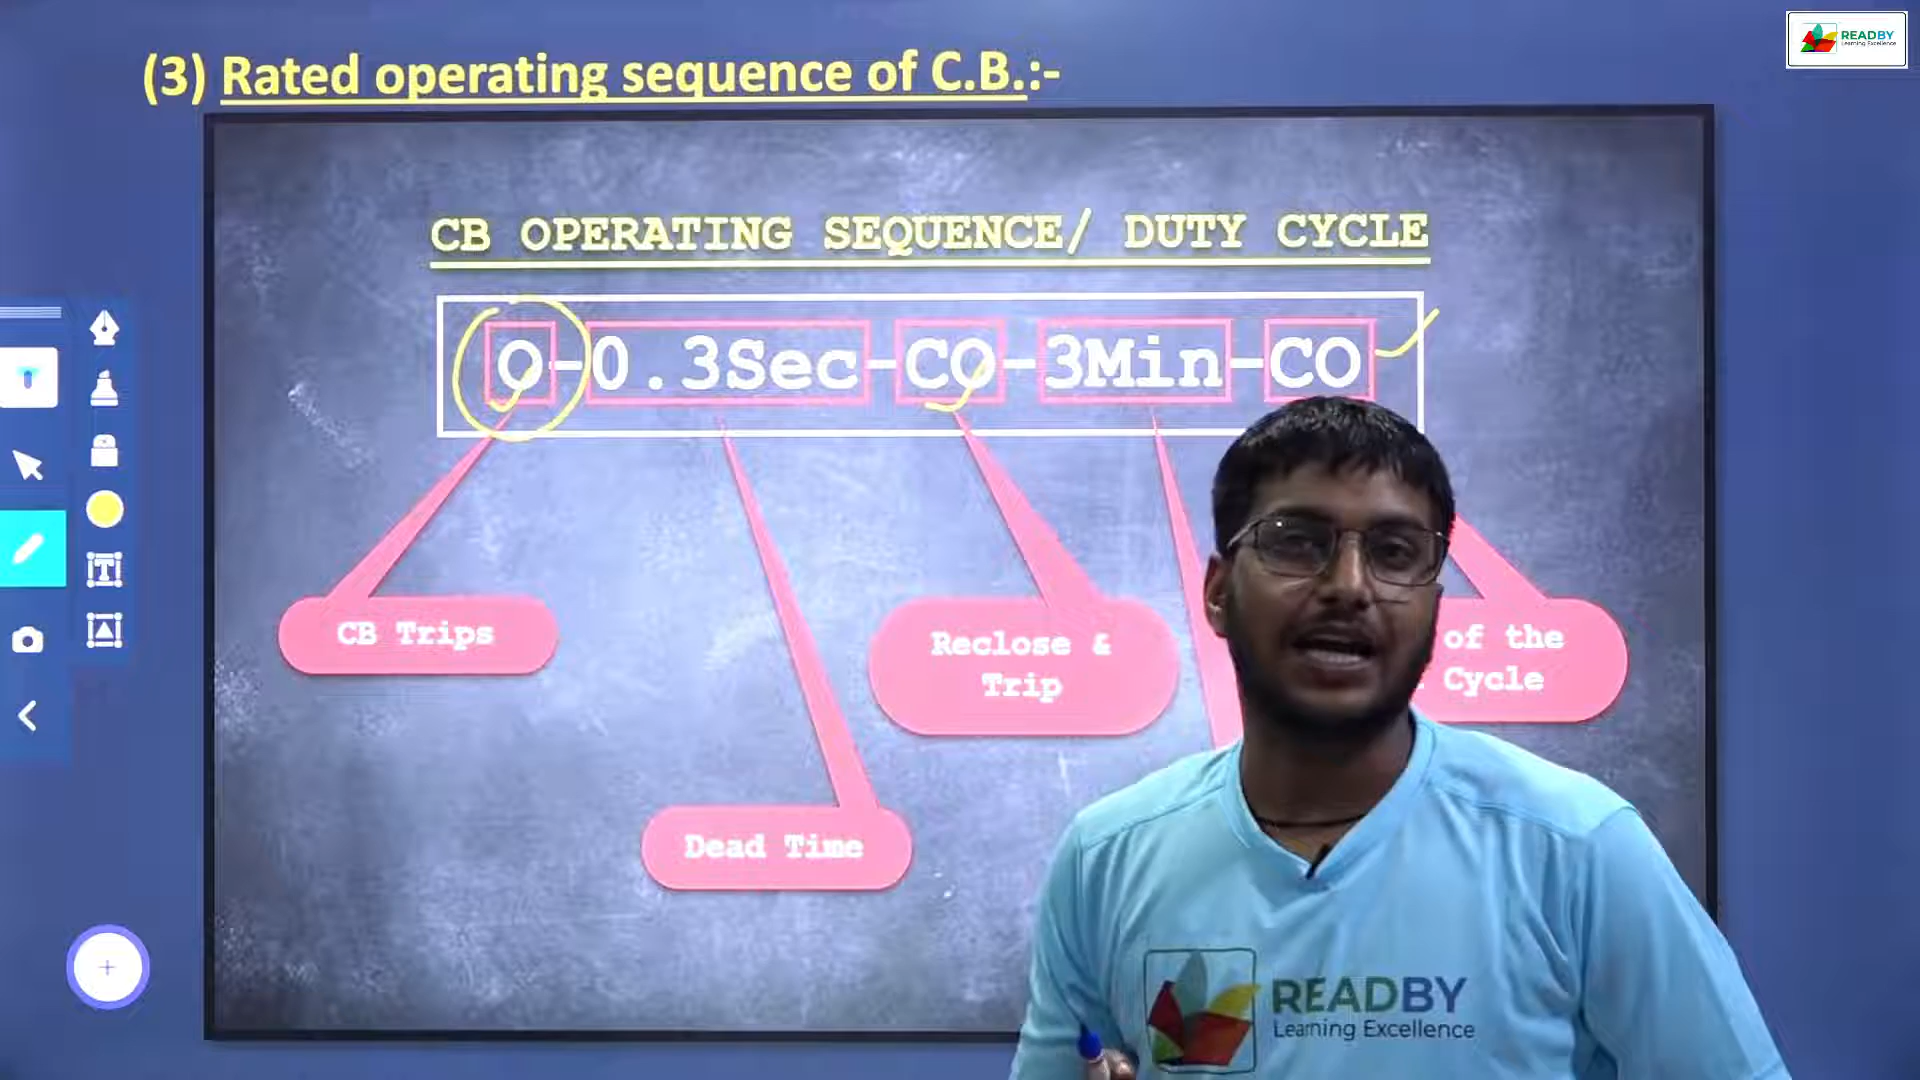 (3) Rated operating sequence of C.B.:-
READBY
Learning Excellence
CB OPERATING SEQUENCE/ DUTY CYCLE
O-0.3Sec-CO-3Min-CO
CB Trips
Reclose &
Trip
of the
Cycle
Dead Time
READBY
Learning Excellence